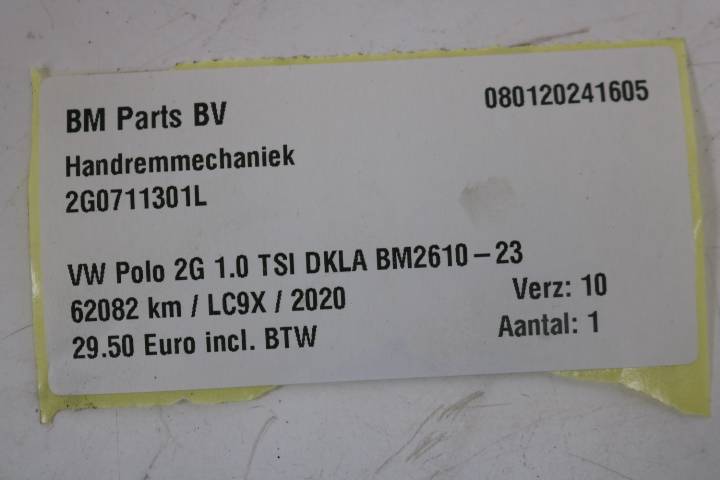 BM Parts BV
080120241605
Handremmechaniek
2G0711301L
VW Polo 2G 1.0 TSI DKLA BM2610-23
62082 km / LC9X / 2020
Verz: 10
29.50 Euro incl. BTW
Aantal: 1